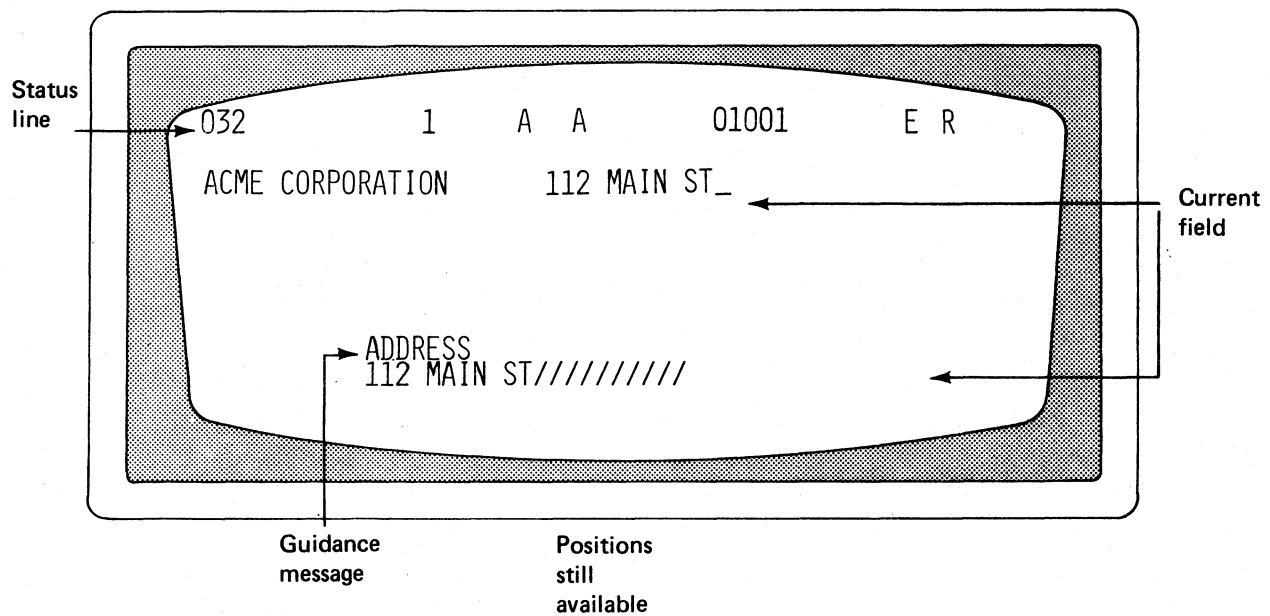 Status
line
032 1 A A 01001 E R
ACME CORPORATION 112 MAIN ST_
Current
field
ADDRESS
112 MAIN ST//////////
Guidance
message
Positions
still
available